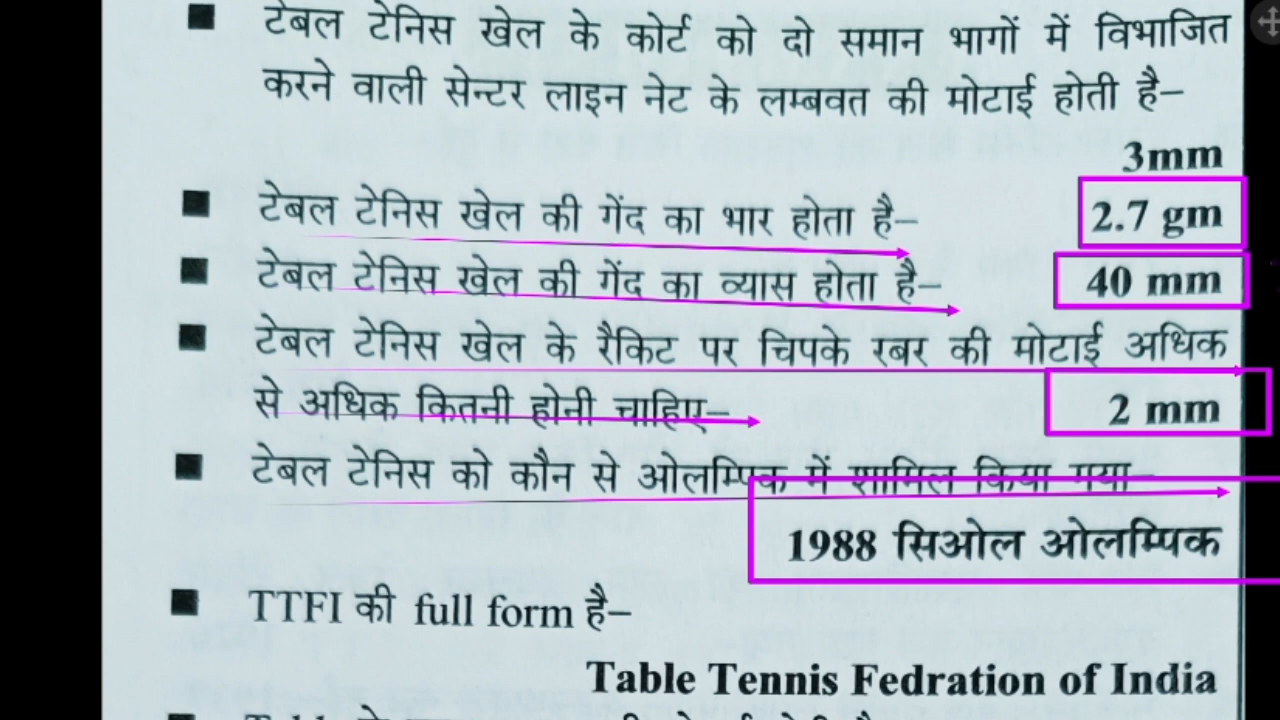 ■ टेबल टेनिस खेल के कोर्ट को दो समान भागों में विभाजित
करने वाली सेन्टर लाइन नेट के लम्बवत की मोटाई होती है–
3mm
■ टेबल टेनिस खेल की गेंद का भार होता है– 2.7 gm
■ टेबल टेनिस खेल की गेंद का व्यास होता है– 40 mm
■ टेबल टेनिस खेल के रैकिट पर चिपके रबर की मोटाई अधिक
से अधिक कितनी होनी चाहिए– 2 mm
■ टेबल टेनिस को कौन से ओलम्पिक में शामिल किया गया–
1988 सिओल ओलम्पिक
■ TTFI की full form है–
Table Tennis Fedration of India